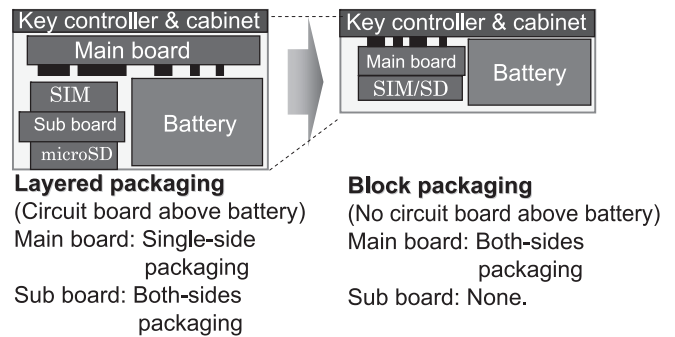 Key controller & cabinet
Main board
SIM
Sub board
microSD
Battery
Layered packaging
(Circuit board above battery)
Main board: Single-side
packaging
Sub board: Both-sides
packaging
Key controller & cabinet
Main board
SIM/SD
Battery
Block packaging
(No circuit board above battery)
Main board: Both-sides
packaging
Sub board: None.